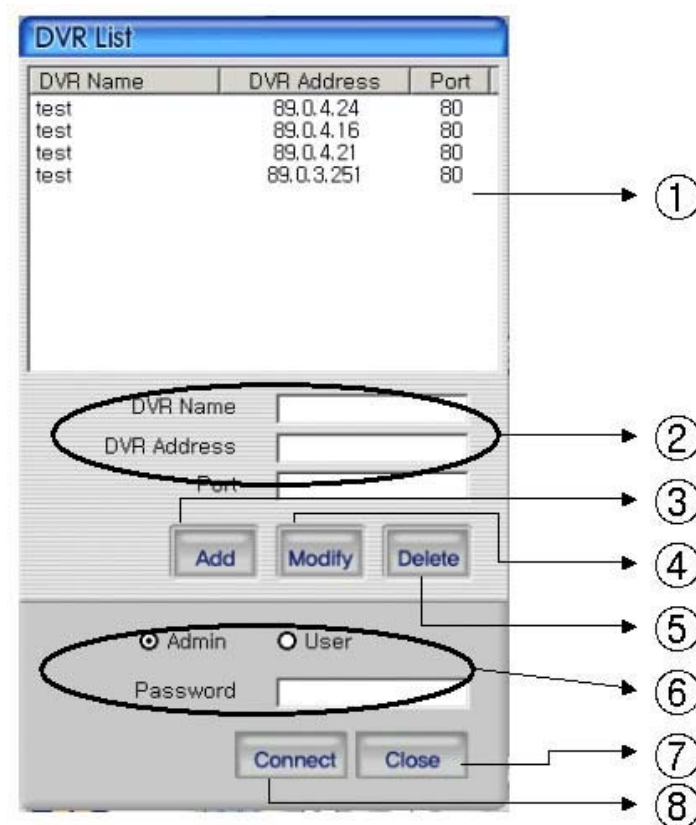 DVR List
DVR Name DVR Address Port
test 89.0.4.24 80
test 89.0.4.16 80
test 89.0.4.21 80
test 89.0.3.251 80
①
DVR Name
②
DVR Address
Port
③
Add Modify Delete
④
⑤
Admin User
⑥
Password
Connect Close
⑦
⑧